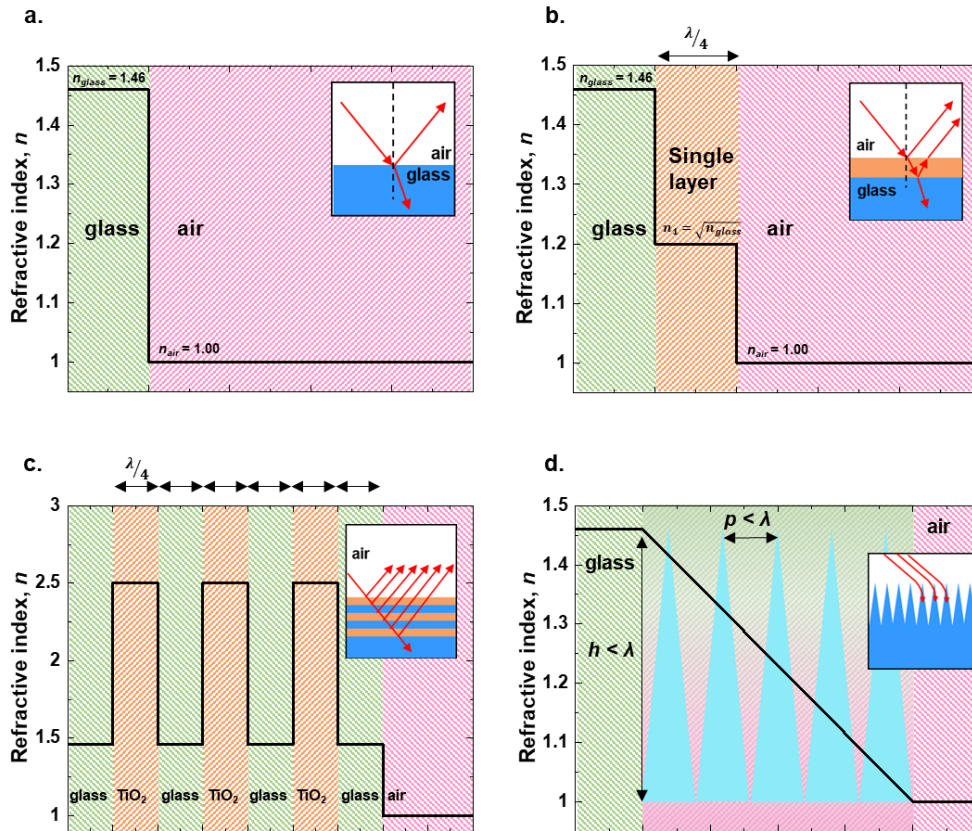 a.
1.5
1.4
1.3
1.2
1.1
1
Refractive index, n
n_glass = 1.46
glass
air
n_air = 1.00
air
glass
b.
λ/4
1.5
1.4
1.3
1.2
1.1
1
Refractive index, n
n_glass = 1.46
Single
layer
n_1 = √n_glass
glass
air
n_air = 1.00
air
glass
c.
λ/4
3
2.5
2
1.5
1
Refractive index, n
air
glass TiO2 glass TiO2 glass TiO2 glass air
d.
1.5
1.4
1.3
1.2
1.1
1
Refractive index, n
p < λ
air
glass
h < λ